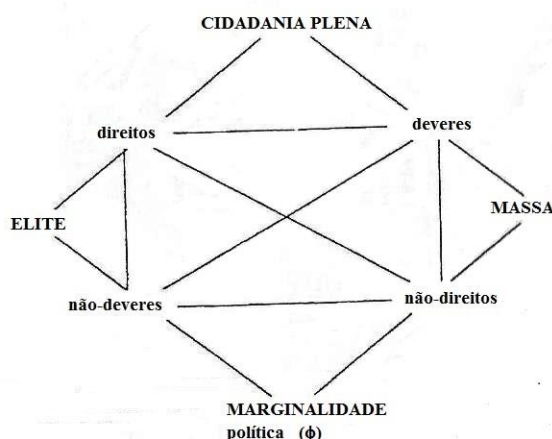 CIDADANIA PLENA
direitos
deveres
ELITE
MASSA
não-deveres
não-direitos
MARGINALIDADE
política (ϕ)